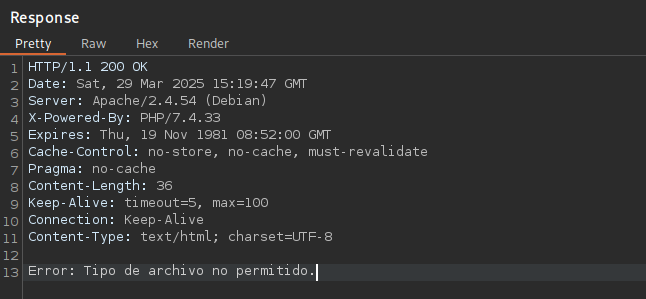 Response
Pretty Raw Hex Render
1 HTTP/1.1 200 OK
2 Date: Sat, 29 Mar 2025 15:19:47 GMT
3 Server: Apache/2.4.54 (Debian)
4 X-Powered-By: PHP/7.4.33
5 Expires: Thu, 19 Nov 1981 08:52:00 GMT
6 Cache-Control: no-store, no-cache, must-revalidate
7 Pragma: no-cache
8 Content-Length: 36
9 Keep-Alive: timeout=5, max=100
10 Connection: Keep-Alive
11 Content-Type: text/html; charset=UTF-8
12
13 Error: Tipo de archivo no permitido.